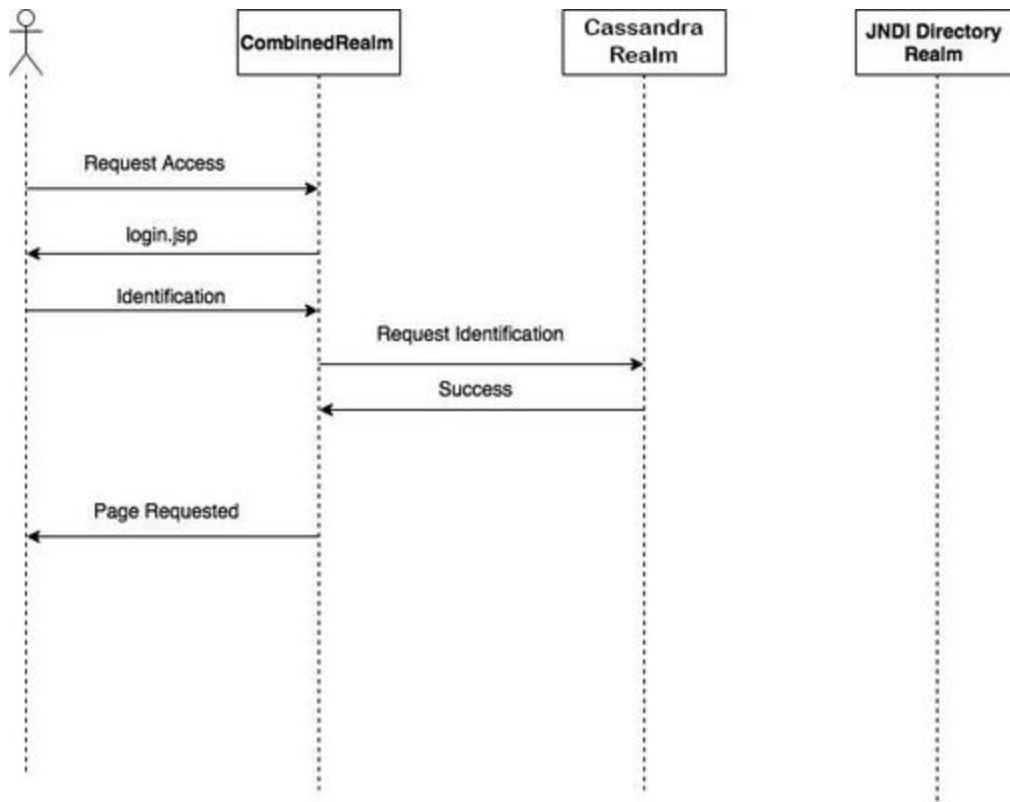 CombinedRealm
Cassandra
Realm
JNDI Directory
Realm
Request Access
login.jsp
Identification
Request Identification
Success
Page Requested